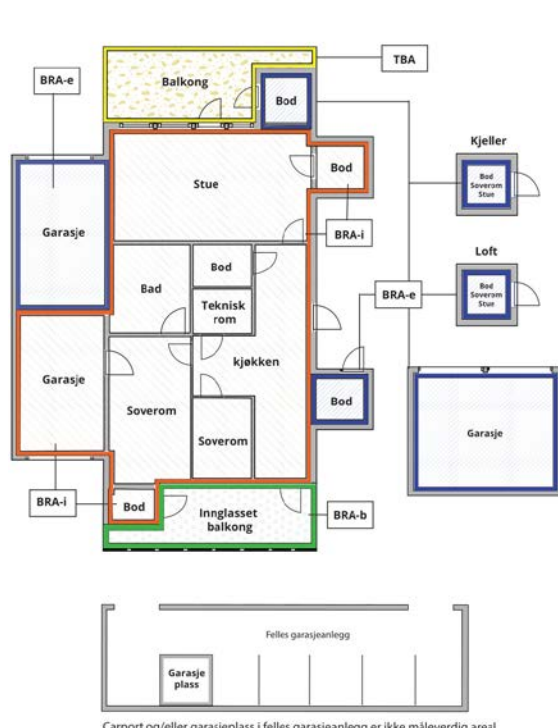 TBA
BRA-e
Balkong
Bod
Kjeller
Bod
Soverom
Stue
Stue
Bod
Garasje
BRA-i
Loft
Bod
Soverom
Stue
Bod
Bad
BRA-e
Teknisk
rom
kjøkken
Garasje
Bod
Soverom
Garasje
Soverom
BRA-i
Bod
Innglasset
balkong
BRA-b
Felles garasjeanlegg
Garasje
plass
Carport og/eller garasjeplass i felles garasjeanlegg er ikke måleverdig areal